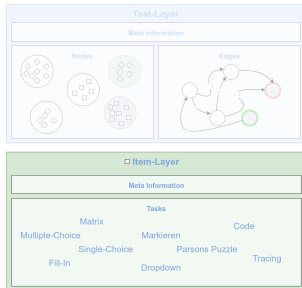 Test-Layer
Meta Information
Nodes
Edges
Item-Layer
Meta Information
Tasks
Matrix
Code
Multiple-Choice
Markieren
Single-Choice
Parsons Puzzle
Fill-In
Tracing
Dropdown